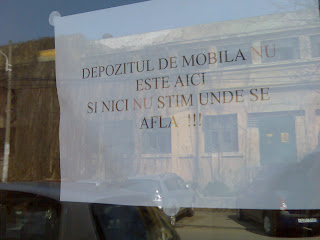 DEPOZITUL DE MOBILA NU
ESTE AICI
SI NICI NU STIM UNDE SE
AFLA !!!